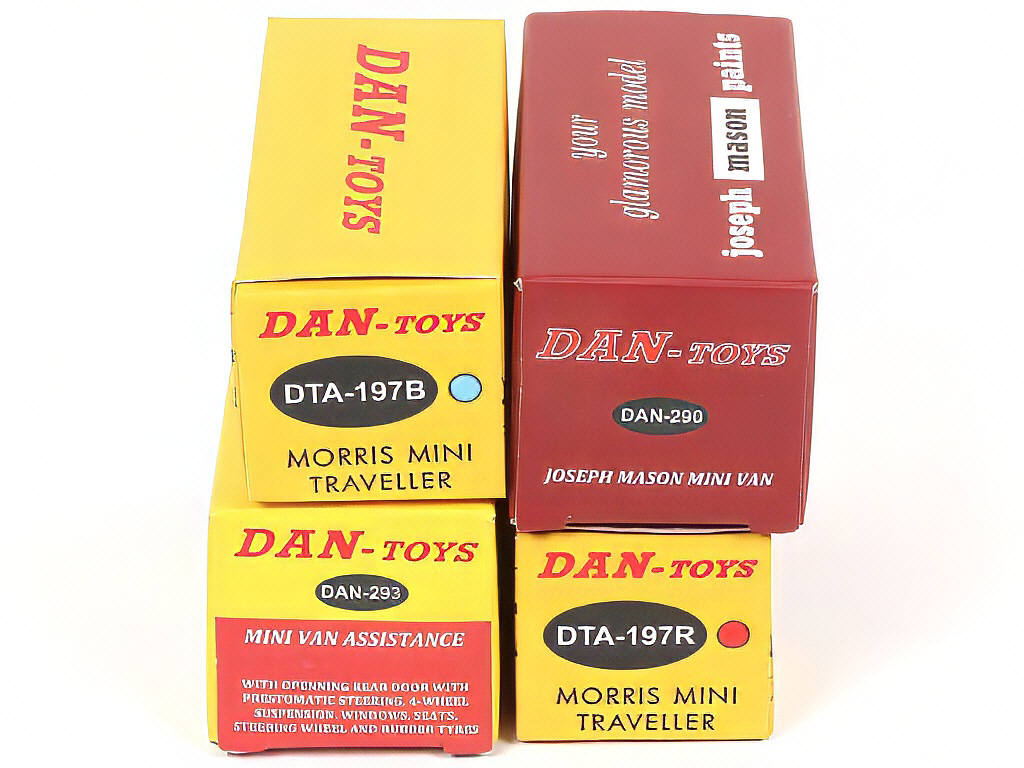 DAN-TOYS
DAN-TOYS
DTA-197B
MORRIS MINI
TRAVELLER
your
glamorous model
joseph mason paints
DAN-TOYS
DAN-290
JOSEPH MASON MINI VAN
DAN-TOYS
DAN-293
MINI VAN ASSISTANCE
WITH OPENNING REAR DOOR WITH
PRESTOMATIC STEERING, 4-WHEEL
SUSPENSION, WINDOWS, SEATS,
STEERING WHEEL AND RUBBER TYRES
DAN-TOYS
DTA-197R
MORRIS MINI
TRAVELLER